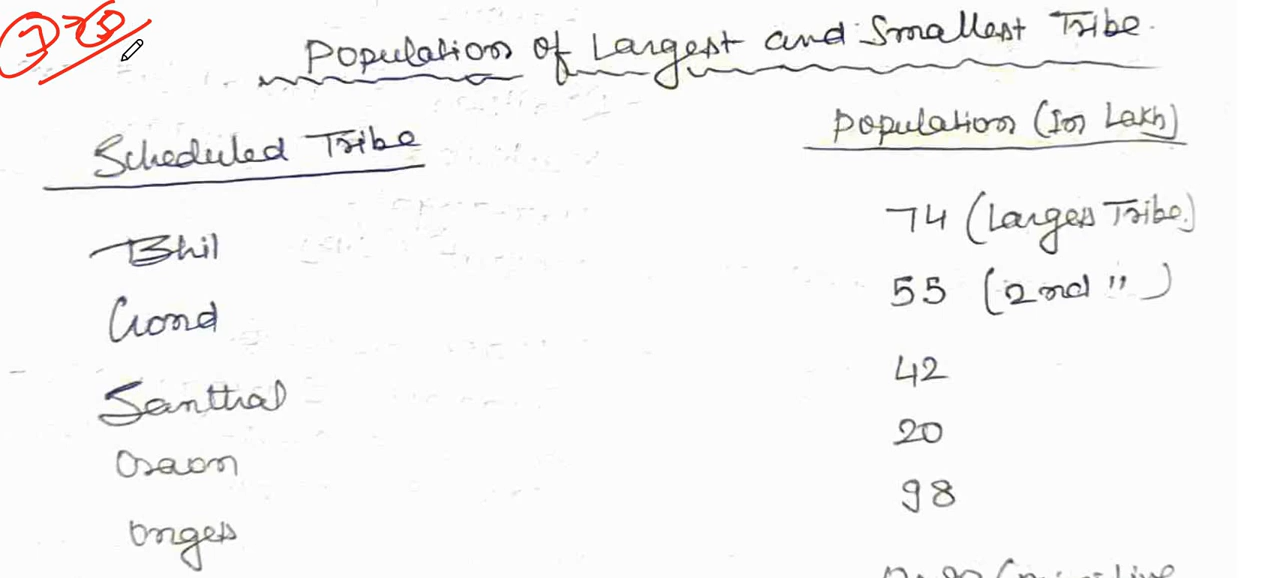 Population of Largest and Smallest Tribe.
Scheduled Tribe Population (In Lakh)
Bhil 74 (Larges Tribe)
Gond 55 (2nd ")
Santhal 42
Oraon 20
Onges 98